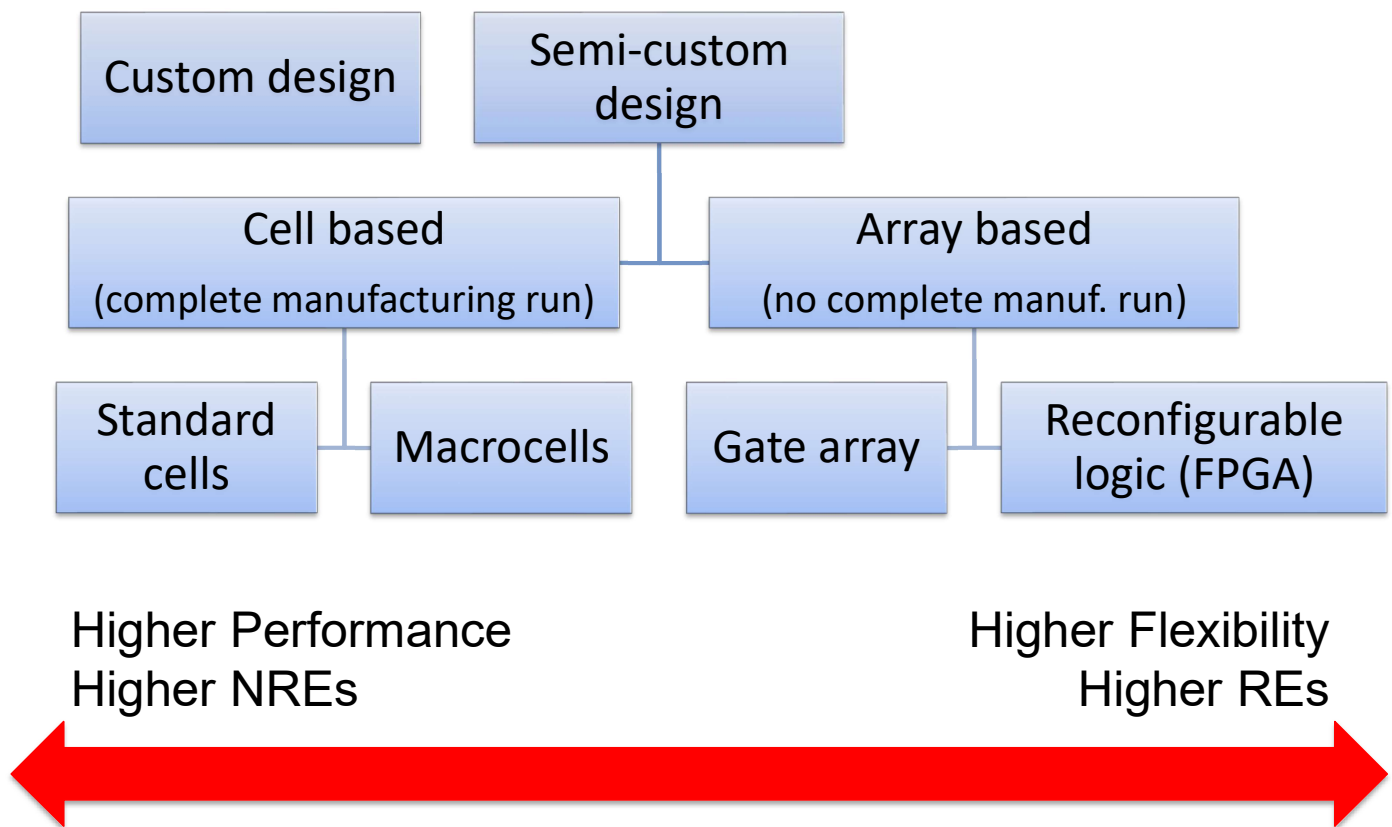 Custom design
Semi-custom
design
Cell based
(complete manufacturing run)
Array based
(no complete manuf. run)
Standard
cells
Macrocells
Gate array
Reconfigurable
logic (FPGA)
Higher Performance
Higher NREs
Higher Flexibility
Higher REs